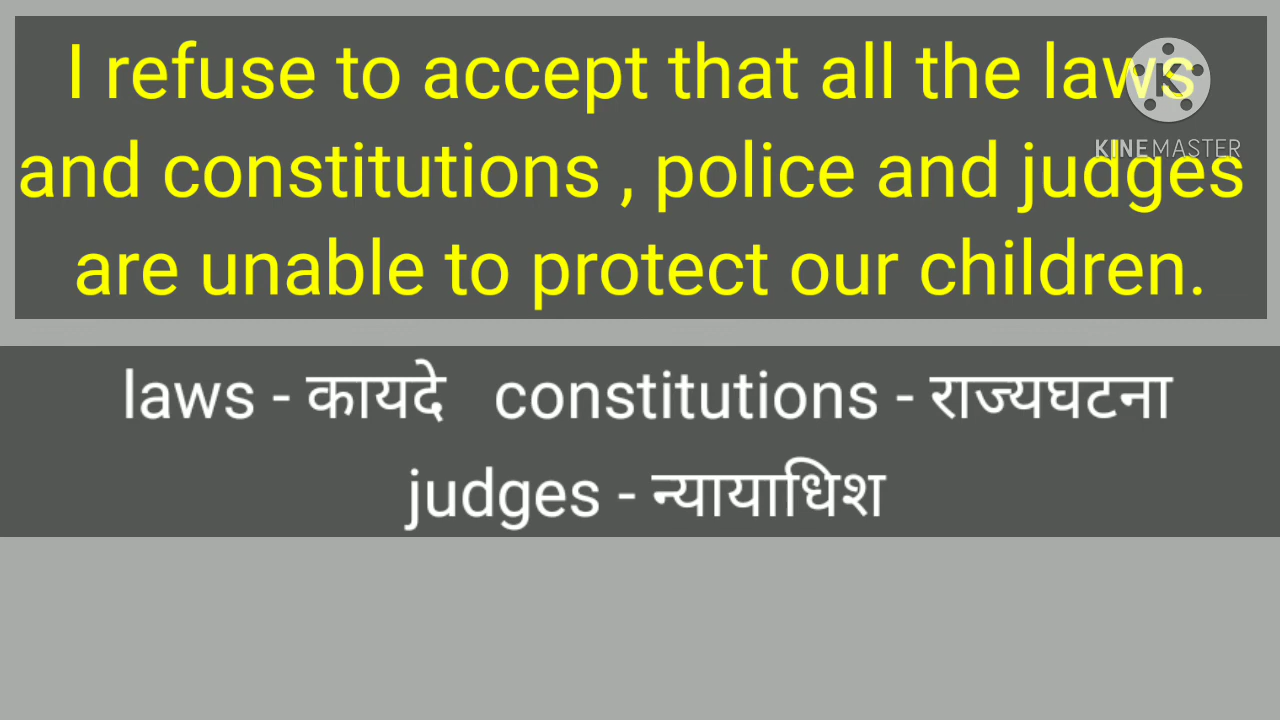 I refuse to accept that all the laws
and constitutions , police and judges
are unable to protect our children.
KINEMASTER
laws - कायदे constitutions - राज्यघटना
judges - न्यायाधिश